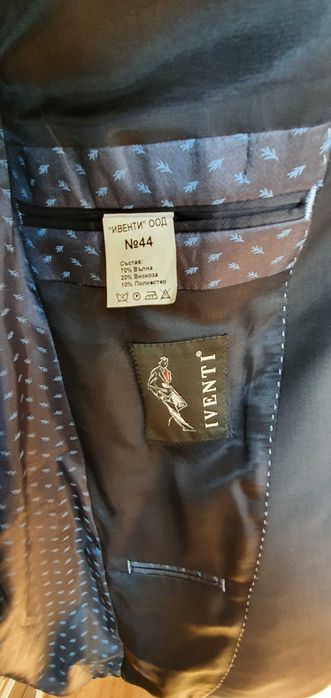 "ИВЕНТИ" ООД
№44
Състав:
70% Вълна
20% Вискоза
10% Полиестер
IVENTI®